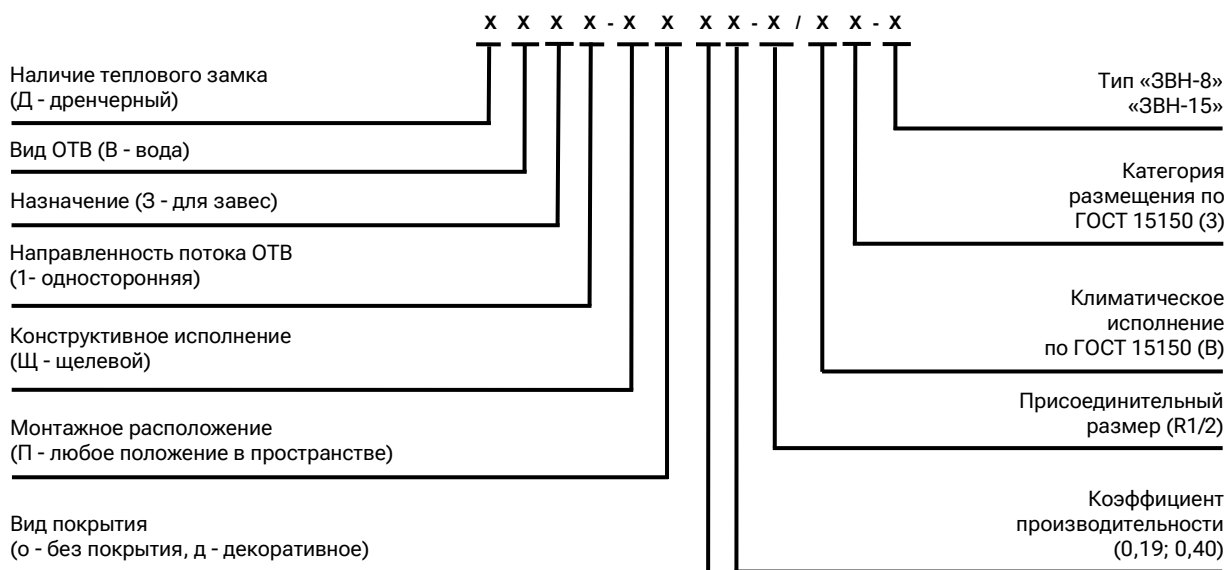 Х Х Х Х - Х Х Х Х - Х / Х Х - Х
Наличие теплового замка
(Д - дренчерный)
Вид ОТВ (В - вода)
Назначение (З - для завес)
Направленность потока ОТВ
(1- односторонняя)
Конструктивное исполнение
(Щ - щелевой)
Монтажное расположение
(П - любое положение в пространстве)
Вид покрытия
(о - без покрытия, д - декоративное)
Тип «ЗВН-8»
«ЗВН-15»
Категория
размещения по
ГОСТ 15150 (3)
Климатическое
исполнение
по ГОСТ 15150 (В)
Присоединительный
размер (R1/2)
Коэффициент
производительности
(0,19; 0,40)